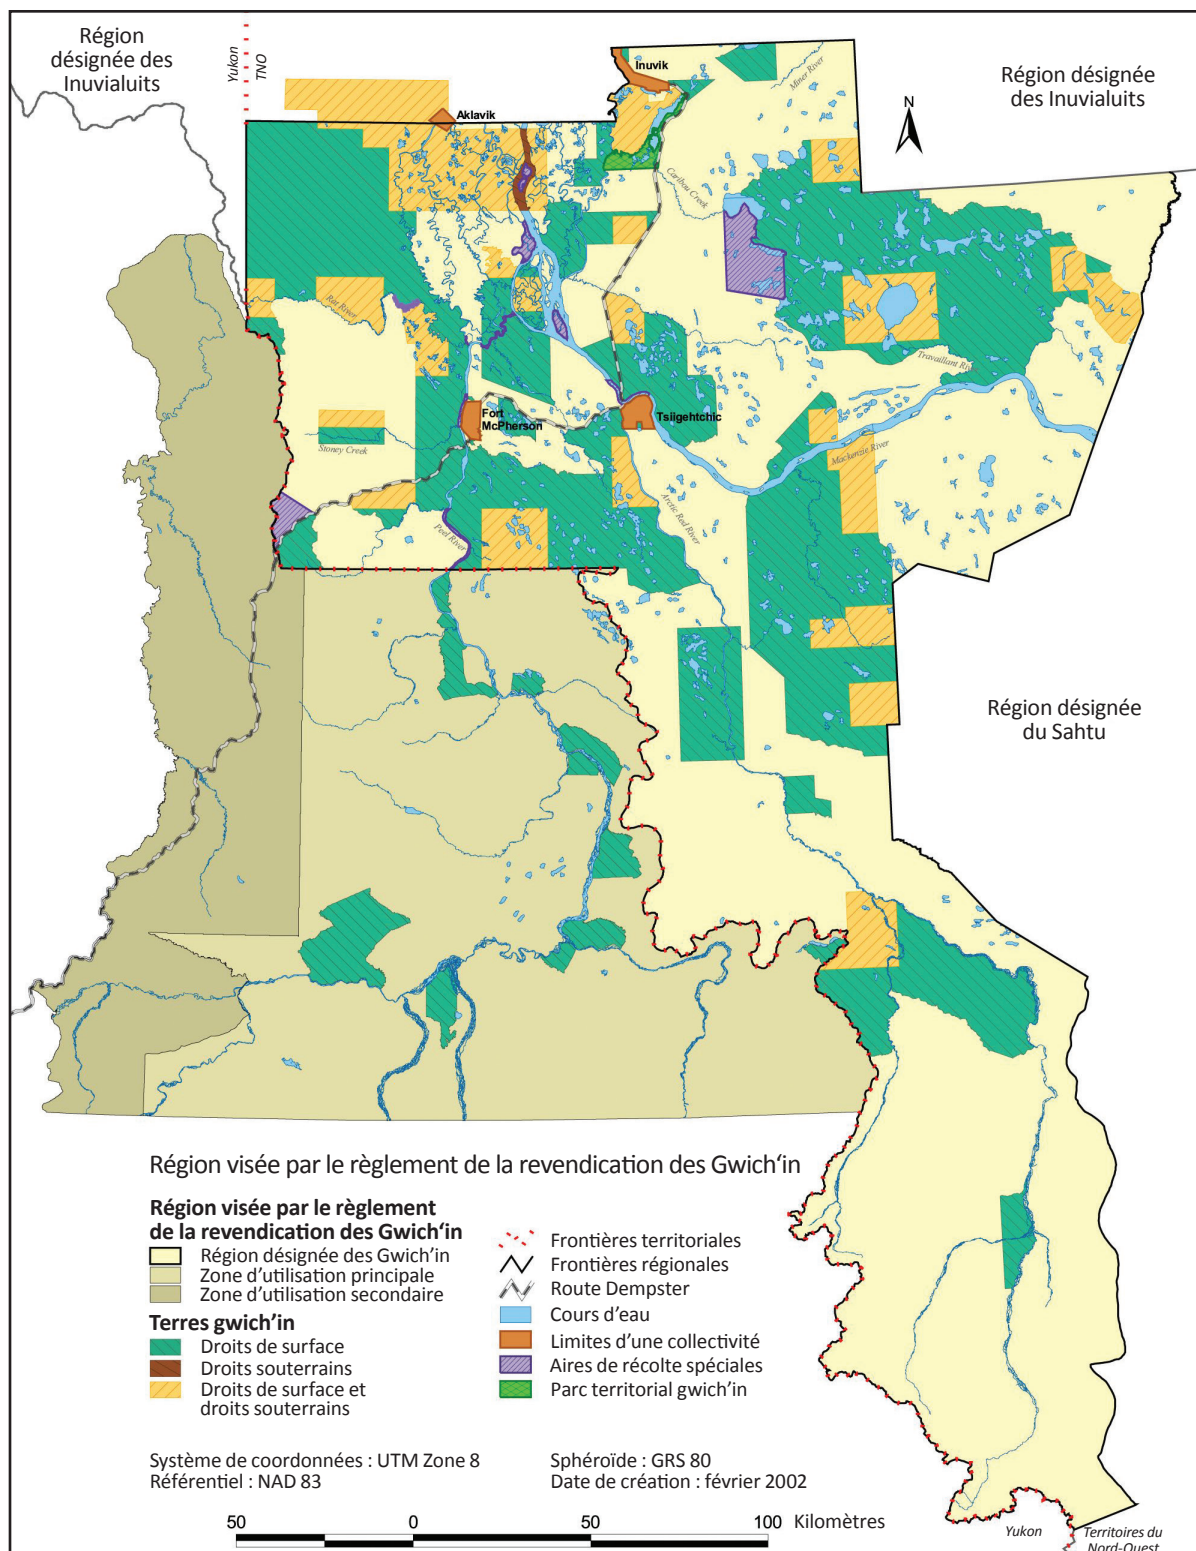 Région
désignée des
Inuvialuits
Yukon
TNO
Inuvik
Miner River
Région désignée
des Inuvialuits
N
Aklavik
Caribou Creek
Rat River
Travaillant Riv
Fort
McPherson
Tsiigehtchic
Mackenzie River
Stoney Creek
Peel River
Arctic Red River
Région désignée
du Sahtu
Région visée par le règlement de la revendication des Gwich‘in
Région visée par le règlement
de la revendication des Gwich‘in
Région désignée des Gwich’in
Zone d’utilisation principale
Zone d’utilisation secondaire
Terres gwich’in
Droits de surface
Droits souterrains
Droits de surface et
droits souterrains
Frontières territoriales
Frontières régionales
Route Dempster
Cours d’eau
Limites d’une collectivité
Aires de récolte spéciales
Parc territorial gwich’in
Système de coordonnées : UTM Zone 8
Référentiel : NAD 83
Sphéroïde : GRS 80
Date de création : février 2002
50 0 50 100 Kilomètres
Yukon
Territoires du
Nord-Ouest